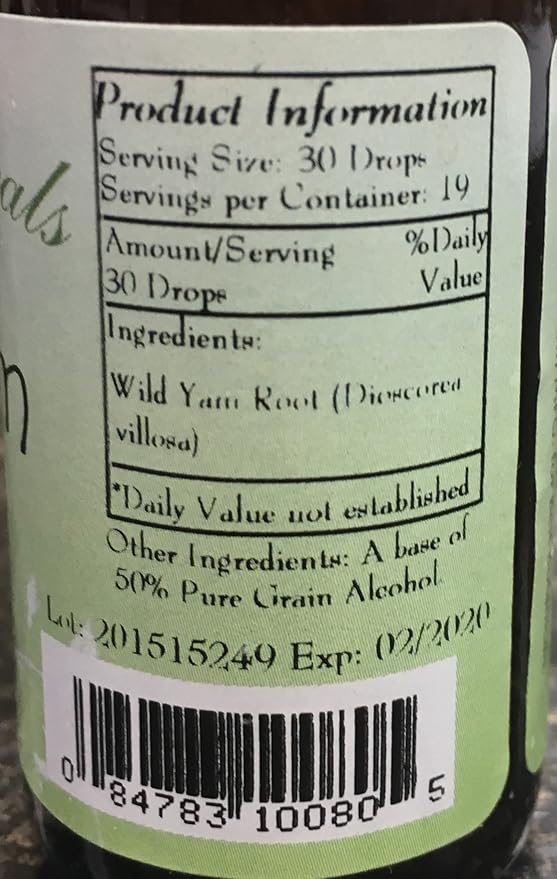 als
Product Information
Serving Size: 30 Drops
Servings per Container: 19
Amount/Serving %Daily
30 Drops Value
Ingredients:
Wild Yam Root (Dioscorea
villosa)
*Daily Value not established
Other Ingredients: A base of
50% Pure Grain Alcohol
Lot: 201515249 Exp: 02/2020
0 84783 10080 5